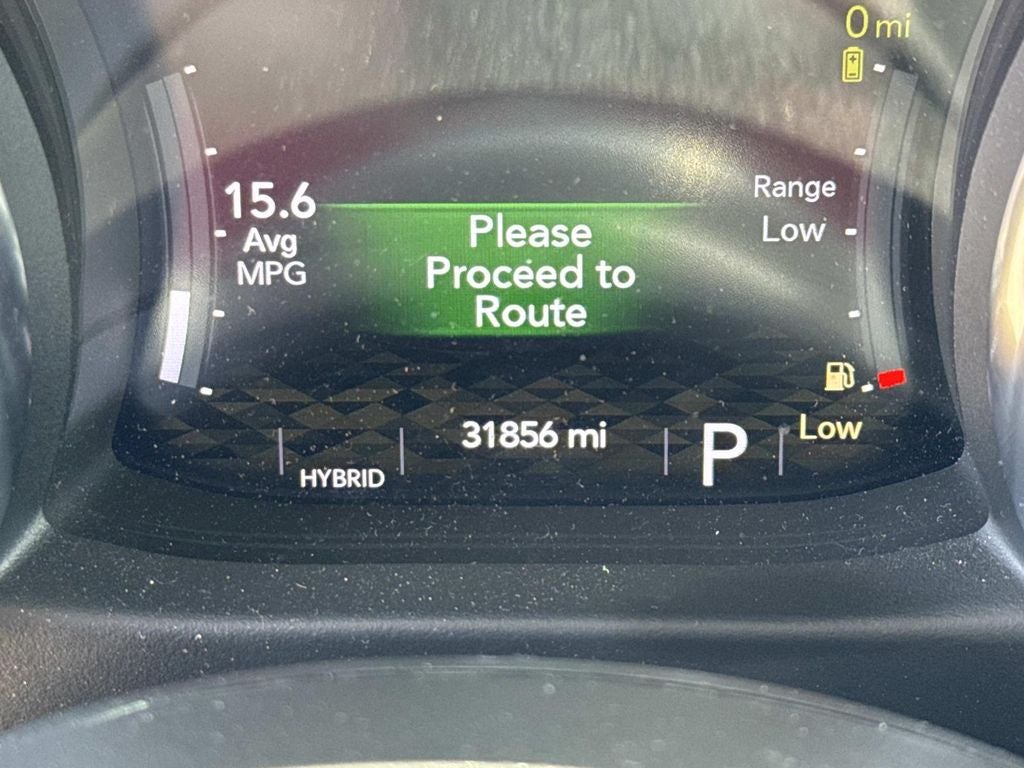 0 mi
15.6
Avg
MPG
Please
Proceed to
Route
Range
Low
HYBRID
31856 mi
P
Low